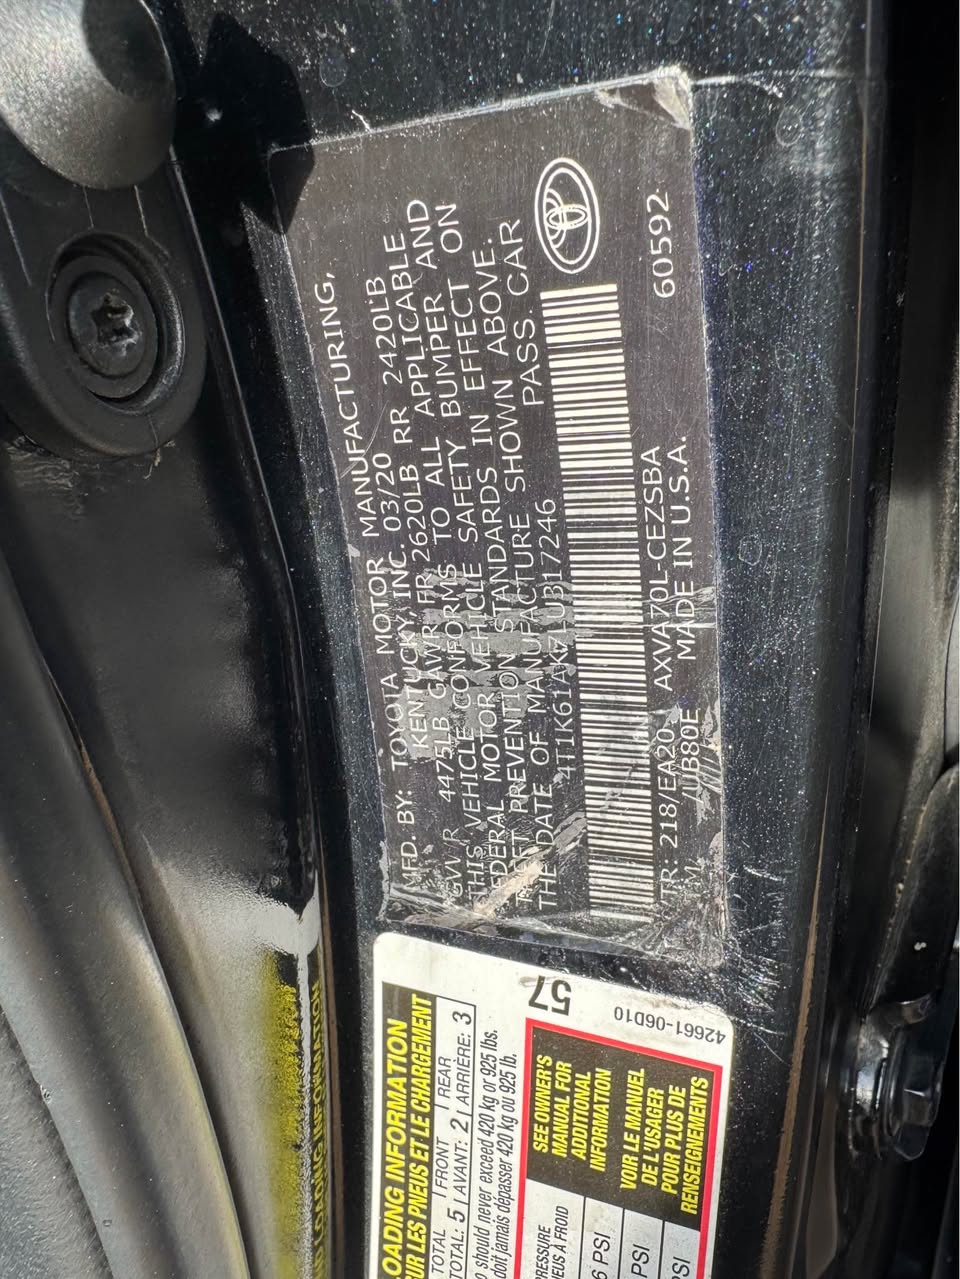 MFD. BY: TOYOTA MOTOR MANUFACTURING,
KENTUCKY, INC. 03/20
GVWR 4475LB GAWR FR 2620LB RR 2420LB
THIS VEHICLE CONFORMS TO ALL APPLICABLE
FEDERAL MOTOR VEHICLE SAFETY BUMPER AND
THEFT PREVENTION STANDARDS IN EFFECT ON
THE DATE OF MANUFACTURE SHOWN ABOVE.
4T1K61AK7LU317246 PASS. CAR
C/TR: 218/EA20 AXVA70L-CEZSBA
A/TM: /UB80E MADE IN U.S.A.
60592
57
42661-06D10
LOADING INFORMATION
SUR LES PNEUS ET LE CHARGEMENT
TOTAL FRONT REAR
TOTAL: 5 AVANT: 2 ARRIÈRE: 3
should never exceed 420 kg or 925 lbs.
doit jamais dépasser 420 kg ou 925 lb.
PRESSURE
PNEUS À FROID
PSI
PSI
PSI
SEE OWNER'S
MANUAL FOR
ADDITIONAL
INFORMATION
VOIR LE MANUEL
DE L'USAGER
POUR PLUS DE
RENSEIGNEMENTS
LOADING INFORMATION